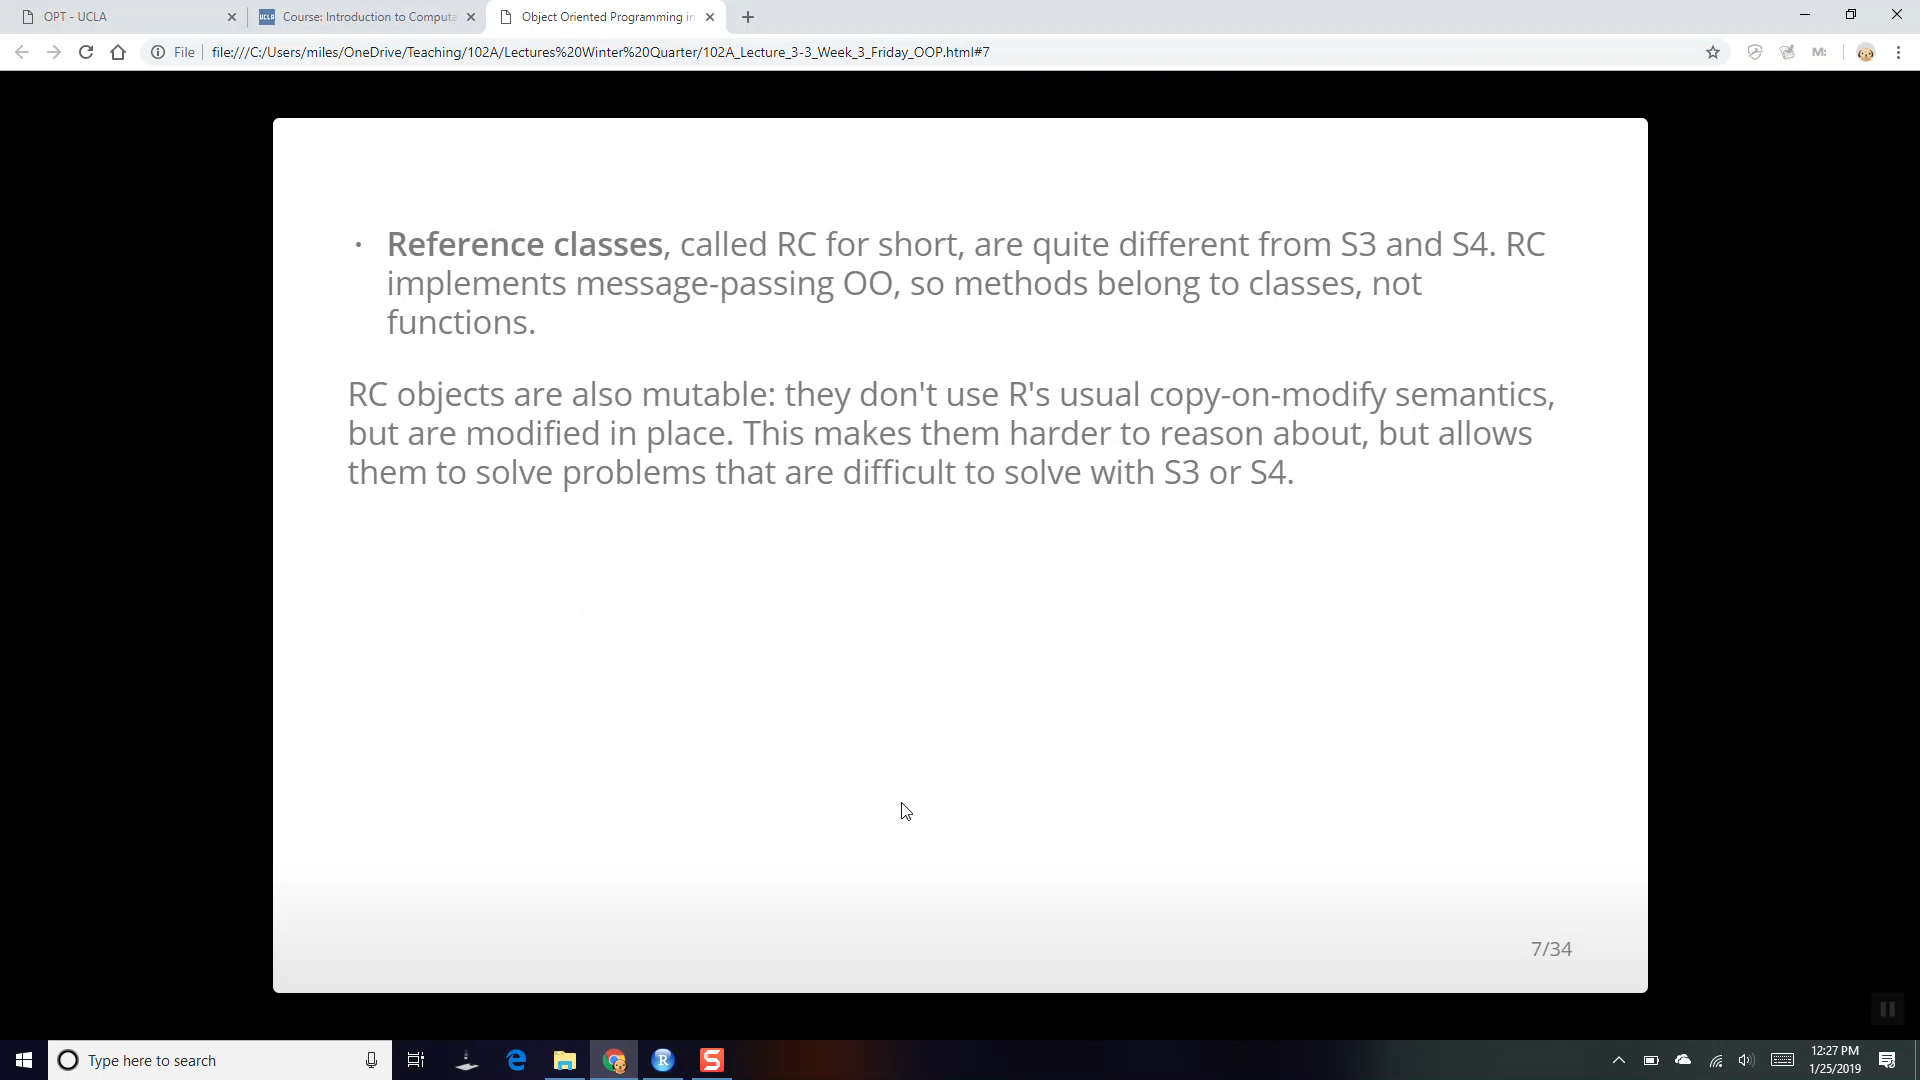 OPT - UCLA
UCLA
Course: Introduction to Computa
Object Oriented Programming in
File
file:///C:/Users/miles/OneDrive/Teaching/102A/Lectures%20Winter%20Quarter/102A_Lecture_3-3_Week_3_Friday_OOP.html#7
M:
• Reference classes, called RC for short, are quite different from S3 and S4. RC
implements message-passing OO, so methods belong to classes, not
functions.
RC objects are also mutable: they don't use R's usual copy-on-modify semantics,
but are modified in place. This makes them harder to reason about, but allows
them to solve problems that are difficult to solve with S3 or S4.
7/34
Type here to search
R
S
12:27 PM
1/25/2019